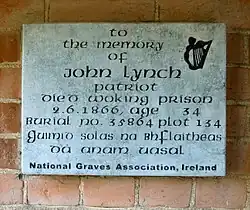 to
the memory
of
John Lynch
patriot
died woking prison
2.6.1866, age 34
Burial no. 35864 plot 134
Guimid solas na bhflaitheas
da anam uasal
National Graves Association, Ireland